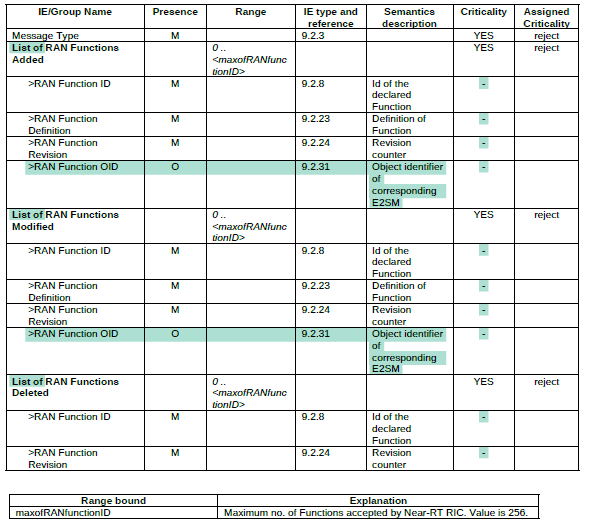 IE/Group Name Presence Range IE type and reference Semantics description Criticality Assigned Criticality
Message Type M 9.2.3 YES reject
List of RAN Functions Added 0 .. <maxofRANfunctionID> YES reject
>RAN Function ID M 9.2.8 Id of the declared Function -
>RAN Function Definition M 9.2.23 Definition of Function -
>RAN Function Revision M 9.2.24 Revision counter -
>RAN Function OID O 9.2.31 Object identifier of corresponding E2SM -
List of RAN Functions Modified 0 .. <maxofRANfunctionID> YES reject
>RAN Function ID M 9.2.8 Id of the declared Function -
>RAN Function Definition M 9.2.23 Definition of Function -
>RAN Function Revision M 9.2.24 Revision counter -
>RAN Function OID O 9.2.31 Object identifier of corresponding E2SM -
List of RAN Functions Deleted 0 .. <maxofRANfunctionID> YES reject
>RAN Function ID M 9.2.8 Id of the declared Function -
>RAN Function Revision M 9.2.24 Revision counter -
Range bound Explanation
maxofRANfunctionID Maximum no. of Functions accepted by Near-RT RIC. Value is 256.